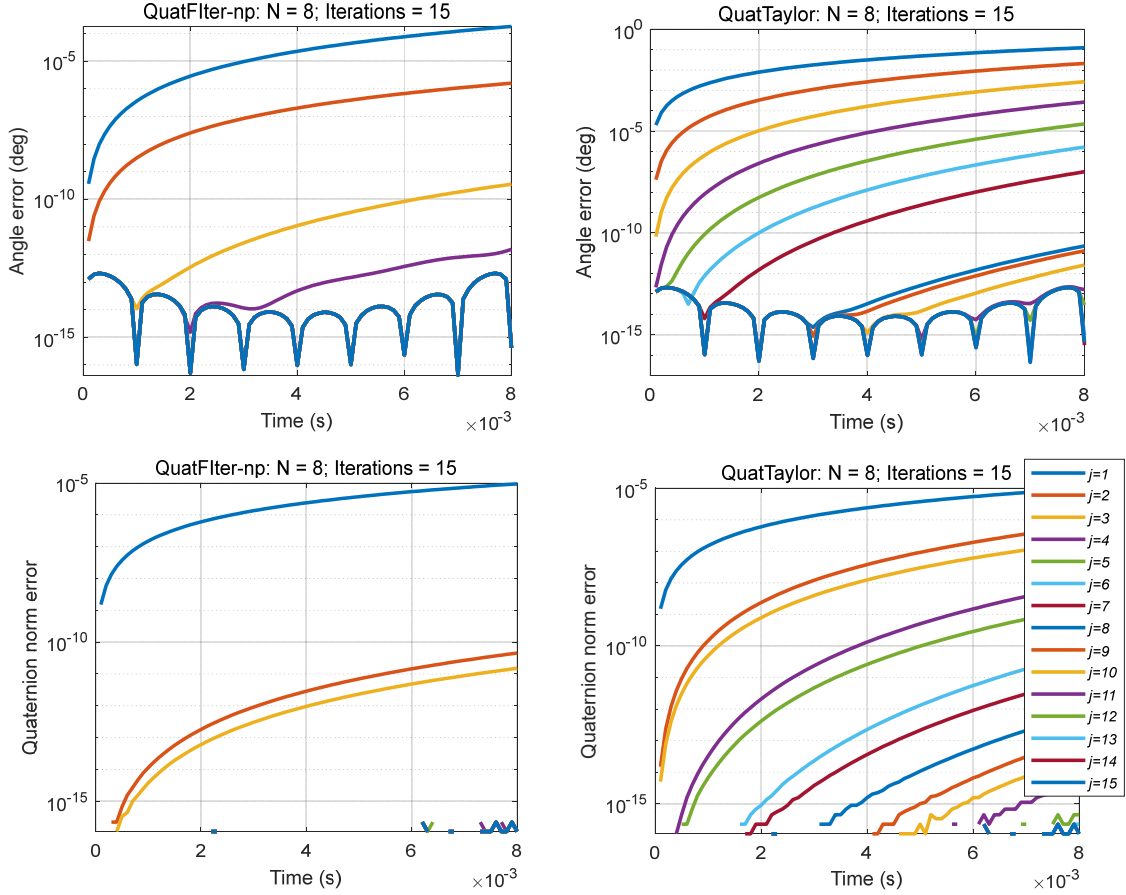 QuatFIter-np: N = 8; Iterations = 15
Angle error (deg)
10^-5
10^-10
10^-15
0 2 4 6 8
Time (s)
×10^-3
QuatTaylor: N = 8; Iterations = 15
Angle error (deg)
10^0
10^-5
10^-10
10^-15
0 2 4 6 8
Time (s)
×10^-3
QuatFIter-np: N = 8; Iterations = 15
Quaternion norm error
10^-5
10^-10
10^-15
0 2 4 6 8
Time (s)
×10^-3
QuatTaylor: N = 8; Iterations = 15
Quaternion norm error
10^-5
10^-10
10^-15
0 2 4 6 8
Time (s)
×10^-3
j=1
j=2
j=3
j=4
j=5
j=6
j=7
j=8
j=9
j=10
j=11
j=12
j=13
j=14
j=15